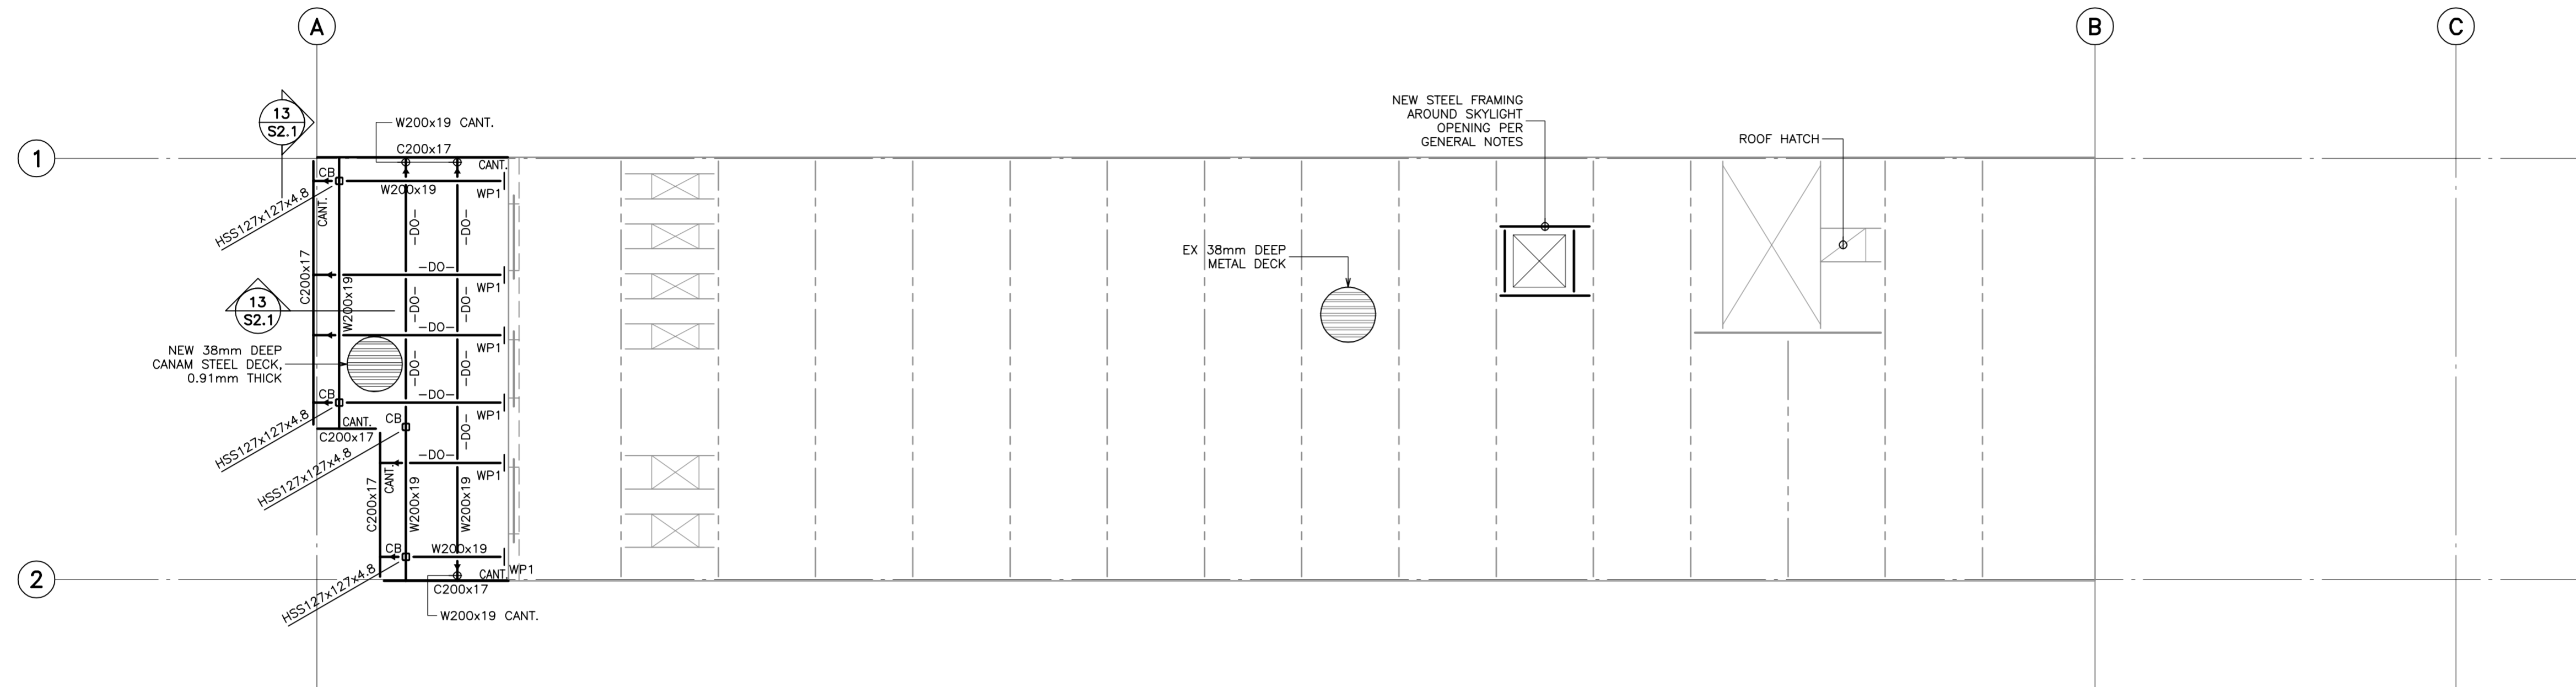 A
B
C
13
S2.1
W200x19 CANT.
NEW STEEL FRAMING
AROUND SKYLIGHT
OPENING PER
GENERAL NOTES
ROOF HATCH
1
C200x17
CANT.
CB
W200x19
WP1
HSS127x127x4.8
CANT.
-DO-
-DO-
EX 38mm DEEP
METAL DECK
C200x17
-DO-
WP1
W200x19
13
S2.1
-DO-
-DO-
-DO-
WP1
NEW 38mm DEEP
CANAM STEEL DECK,
0.91mm THICK
-DO-
-DO-
CB
-DO-
WP1
HSS127x127x4.8
CANT.
CB
C200x17
-DO-
HSS127x127x4.8
-DO-
CANT.
WP1
C200x17
W200x19
W200x19
CB
W200x19
WP1
2
CANT.
HSS127x127x4.8
C200x17
W200x19 CANT.